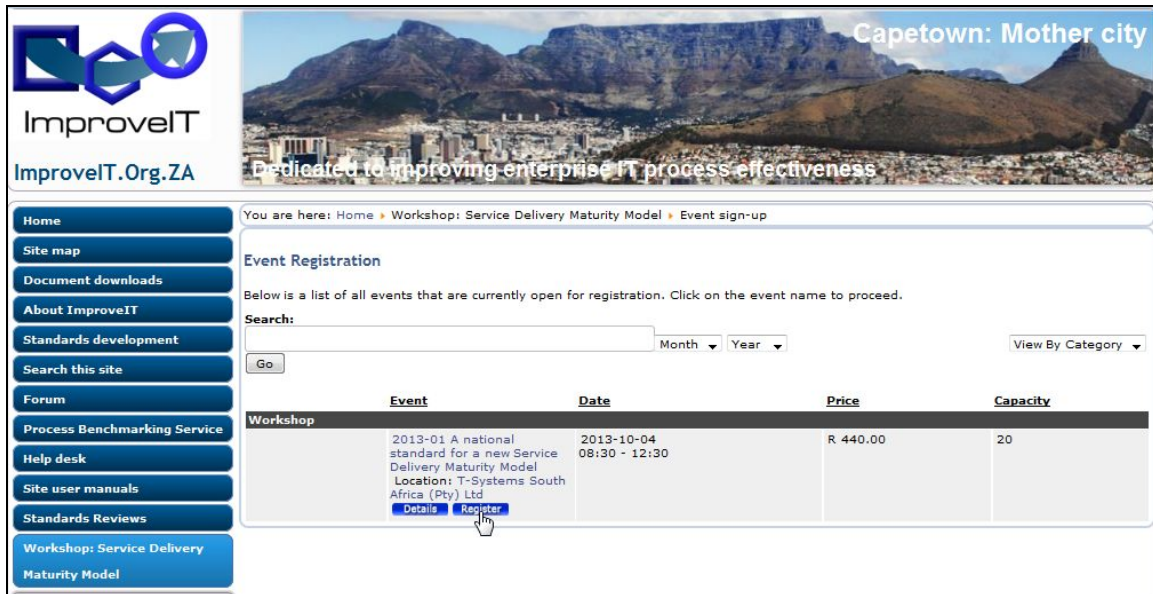 Capetown: Mother city
Dedicated to improving enterprise IT process effectiveness
ImproveIT
ImproveIT.Org.ZA
Home
Site map
Document downloads
About ImproveIT
Standards development
Search this site
Forum
Process Benchmarking Service
Help desk
Site user manuals
Standards Reviews
Workshop: Service Delivery
Maturity Model
You are here: Home Workshop: Service Delivery Maturity Model Event sign-up
Event Registration
Below is a list of all events that are currently open for registration. Click on the event name to proceed.
Search:
Month Year View By Category
Go
Event Date Price Capacity
Workshop
2013-01 A national 2013-10-04 R 440.00 20
standard for a new Service 08:30 - 12:30
Delivery Maturity Model
Location: T-Systems South
Africa (Pty) Ltd
Details Register